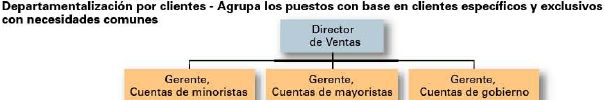 Departamentalización por clientes - Agrupa los puestos con base en clientes específicos y exclusivos
con necesidades comunes
Director
de Ventas
Gerente,
Cuentas de minoristas
Gerente,
Cuentas de mayoristas
Gerente,
Cuentas de gobierno